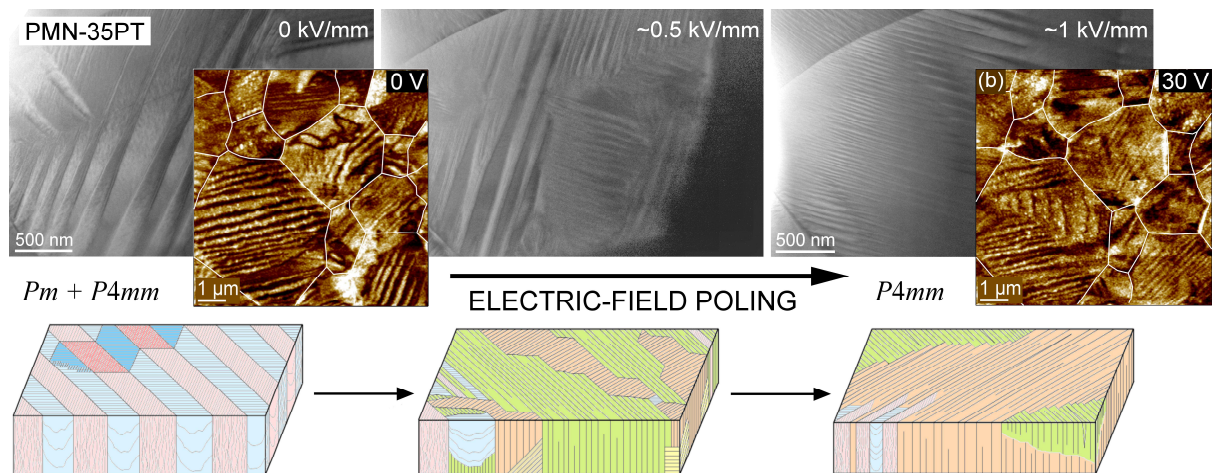 PMN-35PT
0 kV/mm
~0.5 kV/mm
~1 kV/mm
0 V
(b)
30 V
500 nm
500 nm
1 µm
1 µm
Pm + P4mm
ELECTRIC-FIELD POLING
P4mm